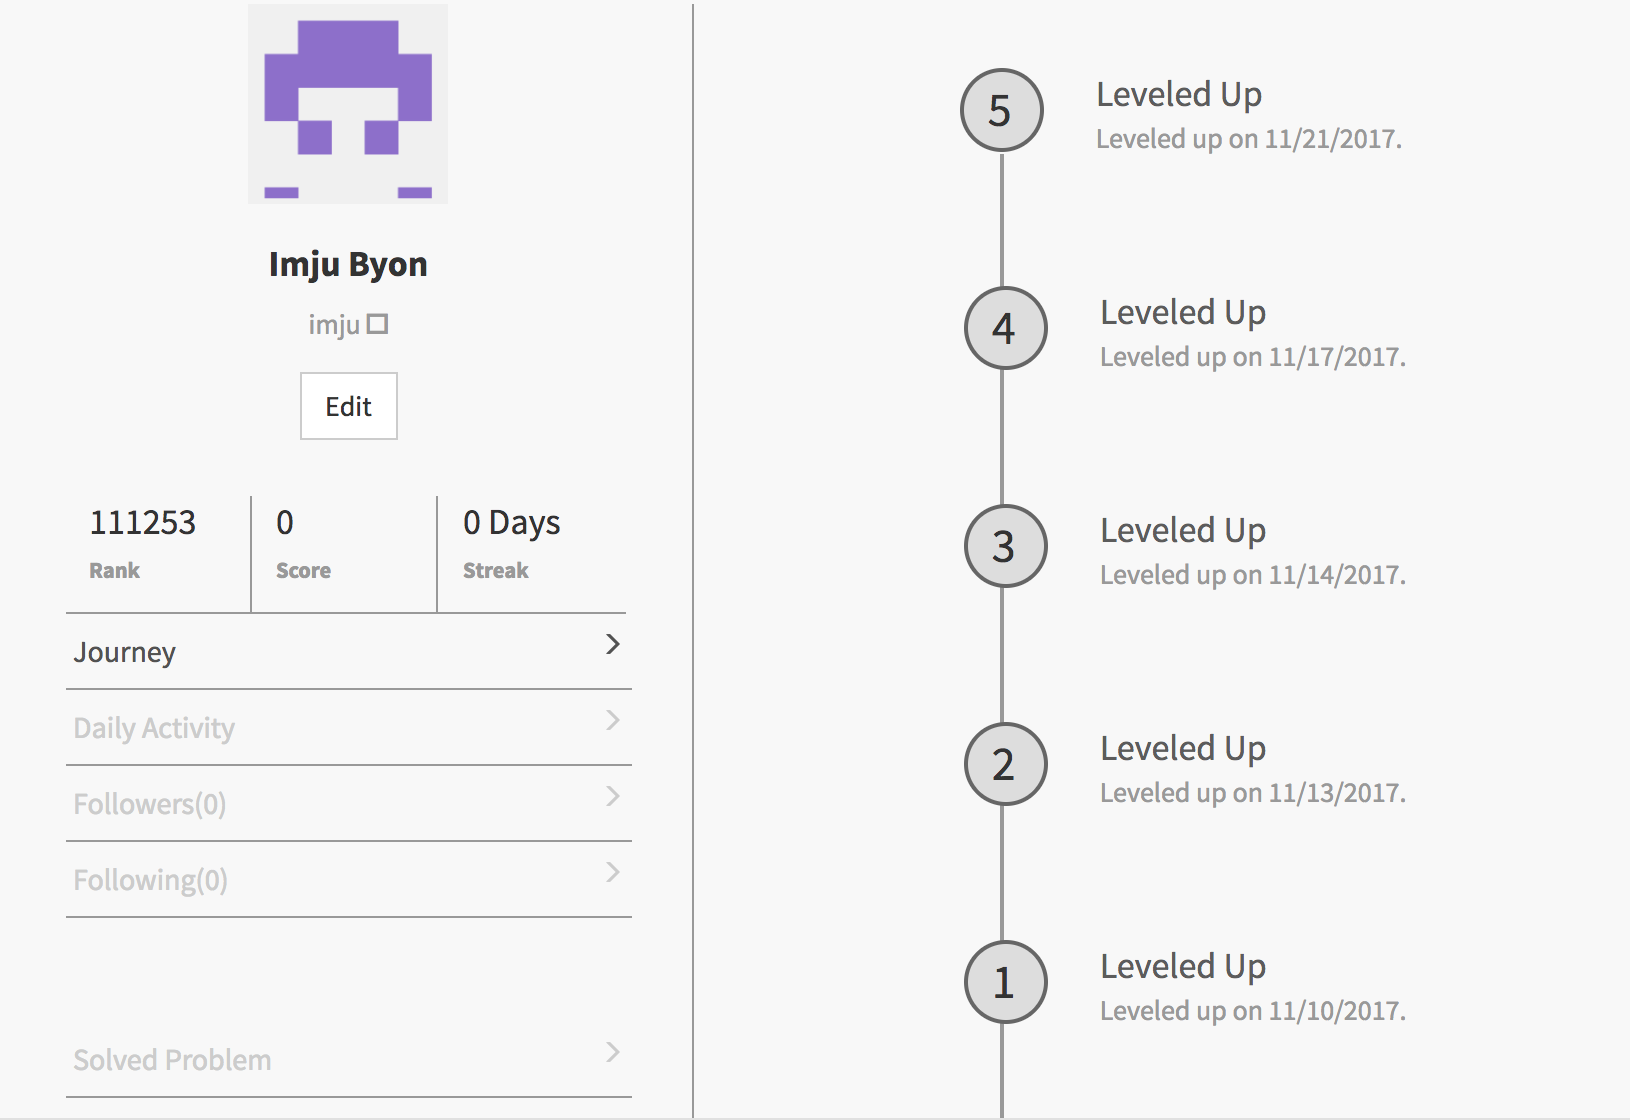 Imju Byon
imju
Edit
111253
Rank
0
Score
0 Days
Streak
Journey
Daily Activity
Followers(0)
Following(0)
Solved Problem
5
Leveled Up
Leveled up on 11/21/2017.
4
Leveled Up
Leveled up on 11/17/2017.
3
Leveled Up
Leveled up on 11/14/2017.
2
Leveled Up
Leveled up on 11/13/2017.
1
Leveled Up
Leveled up on 11/10/2017.